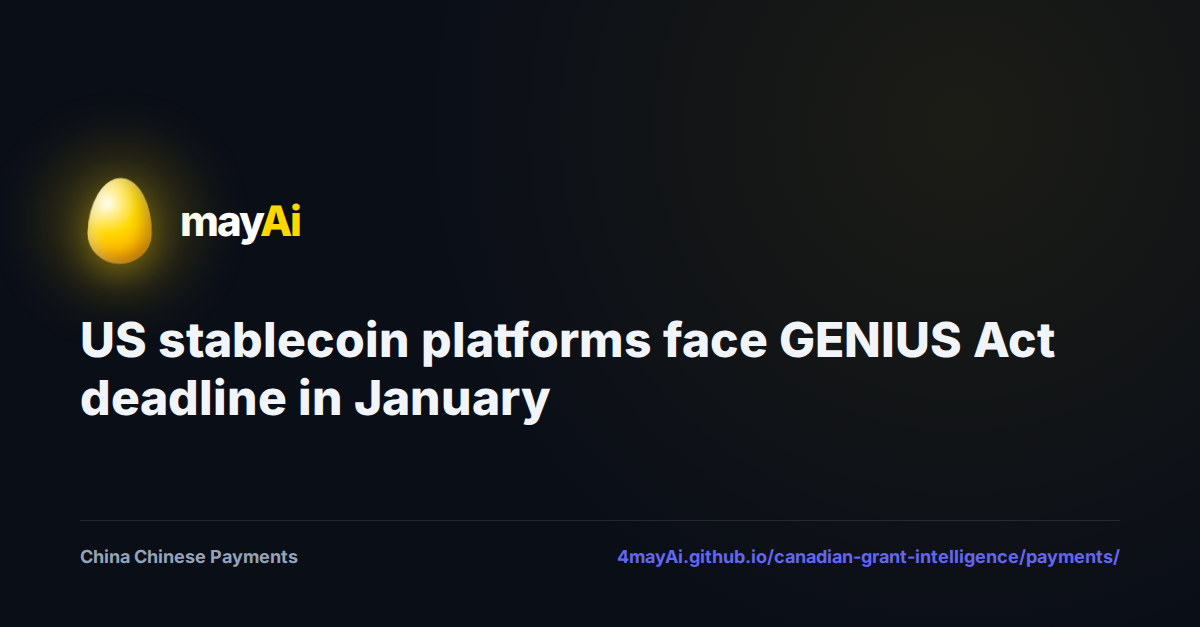 mayAi
US stablecoin platforms face GENIUS Act
deadline in January
China Chinese Payments
4mayAi.github.io/canadian-grant-intelligence/payments/